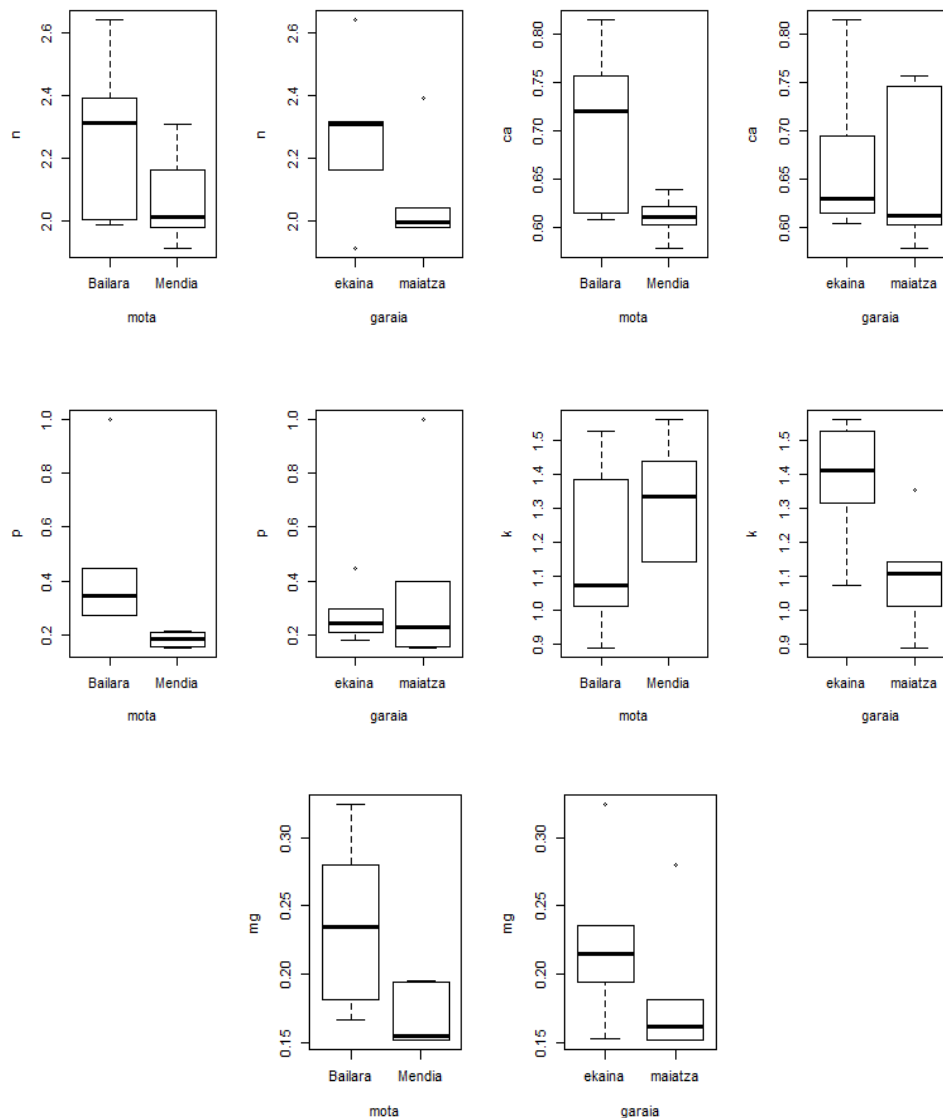 n
2.0 2.2 2.4 2.6
Bailara Mendia
mota
n
2.0 2.2 2.4 2.6
ekaina maiatza
garaia
ca
0.60 0.65 0.70 0.75 0.80
Bailara Mendia
mota
ca
0.60 0.65 0.70 0.75 0.80
ekaina maiatza
garaia
p
0.2 0.4 0.6 0.8 1.0
Bailara Mendia
mota
p
0.2 0.4 0.6 0.8 1.0
ekaina maiatza
garaia
k
0.9 1.0 1.1 1.2 1.3 1.4 1.5
Bailara Mendia
mota
k
0.9 1.0 1.1 1.2 1.3 1.4 1.5
ekaina maiatza
garaia
mg
0.15 0.20 0.25 0.30
Bailara Mendia
mota
mg
0.15 0.20 0.25 0.30
ekaina maiatza
garaia